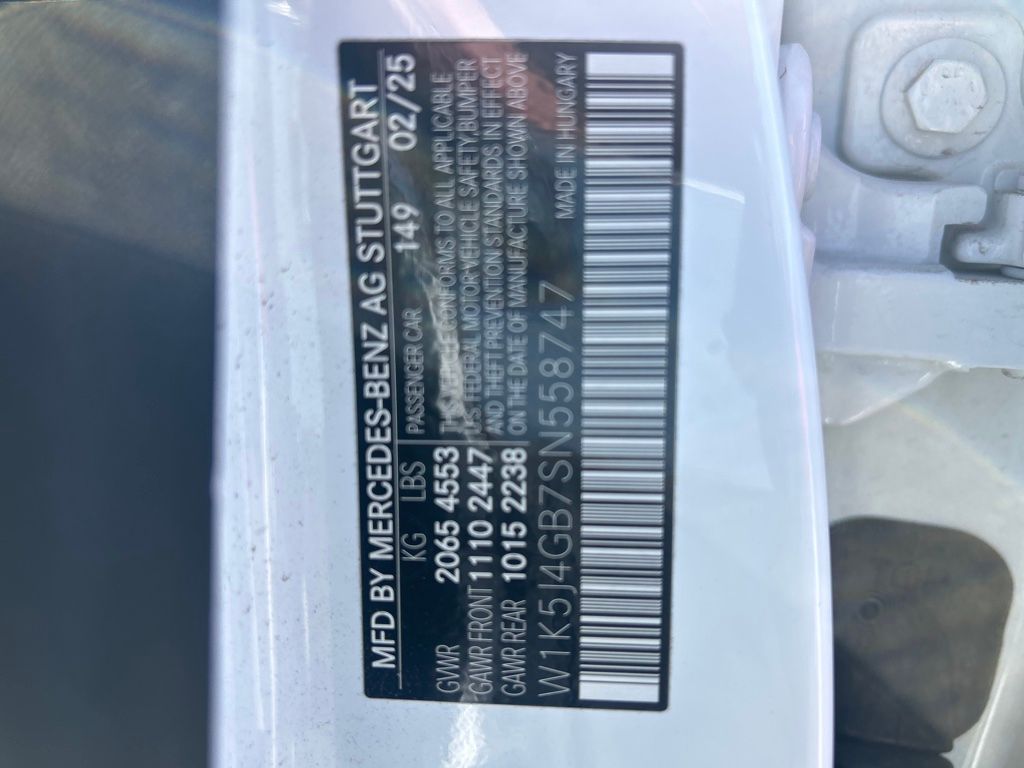 MFD BY MERCEDES-BENZ AG STUTTGART
KG LBS 149 02/25
GVWR 2065 4553 PASSENGER CAR
GAWR FRONT 1110 2447
GAWR REAR 1015 2238
THIS VEHICLE CONFORMS TO ALL APPLICABLE
U.S. FEDERAL MOTOR-VEHICLE SAFETY/BUMPER
AND THEFT PREVENTION STANDARDS IN EFFECT
ON THE DATE OF MANUFACTURE SHOWN ABOVE
MADE IN HUNGARY
W1K5J4GB7SN558747